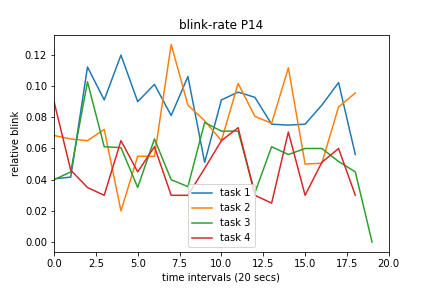 blink-rate P14
relative blink
0.12
0.10
0.08
0.06
0.04
0.02
0.00
task 1
task 2
task 3
task 4
0.0 2.5 5.0 7.5 10.0 12.5 15.0 17.5 20.0
time intervals (20 secs)